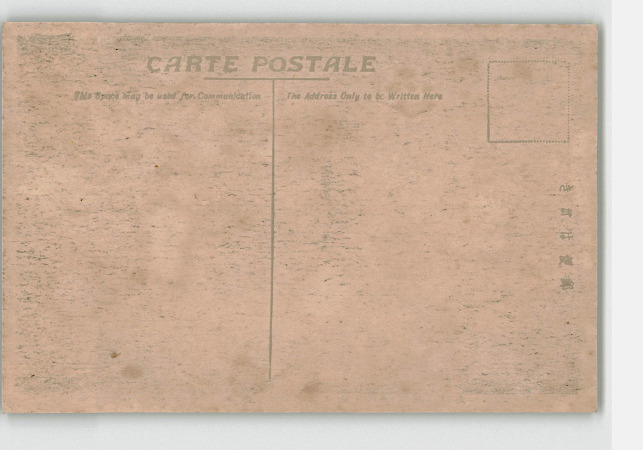 CARTE POSTALE
This Space may be used for Communication
The Address Only to be Written Here